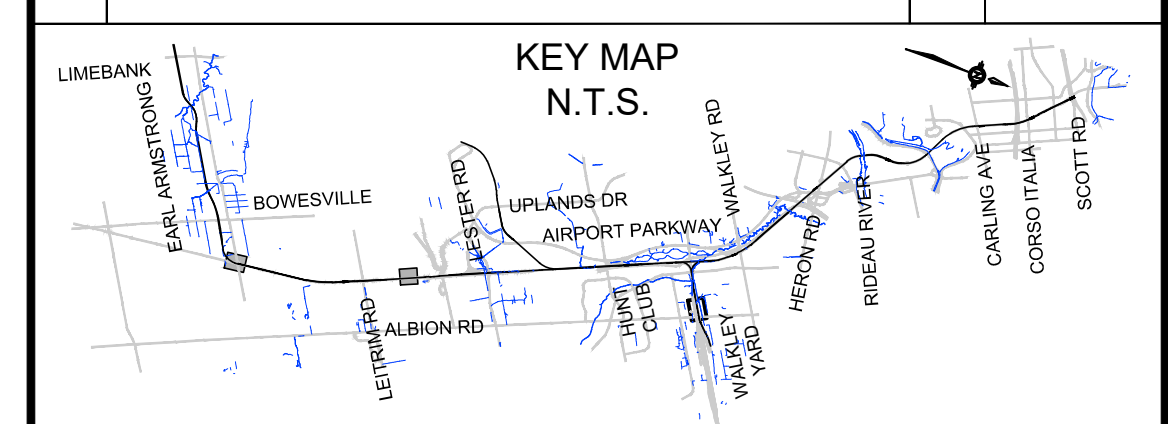 KEY MAP
N.T.S.
LIMEBANK
EARL ARMSTRONG
BOWESVILLE
LESTER RD
UPLANDS DR
AIRPORT PARKWAY
WALKLEY RD
LEITRIM RD
ALBION RD
HUNT
CLUB
WALKLEY
YARD
HERON RD
RIDEAU RIVER
CARLING AVE
CORSO ITALIA
SCOTT RD
N